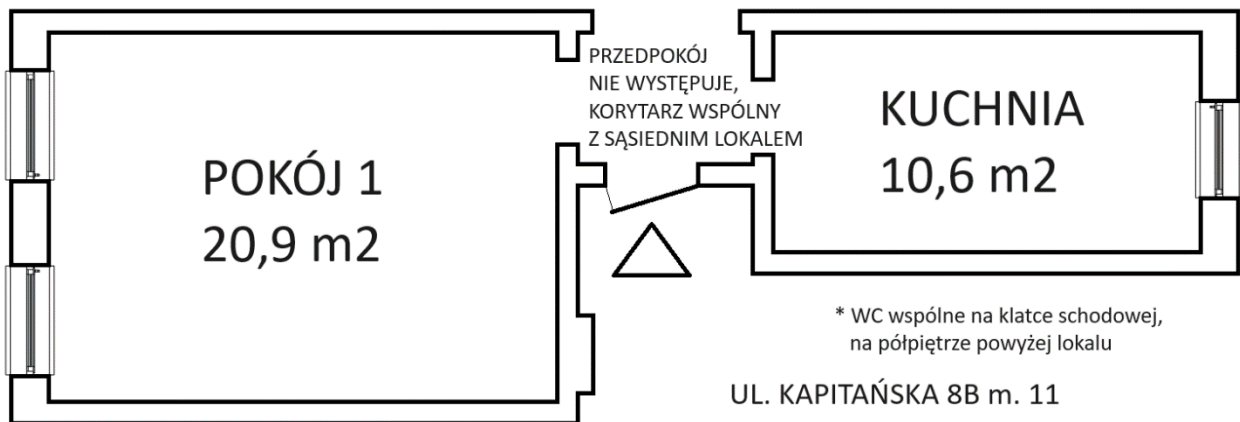 PRZEDPOKÓJ
NIE WYSTĘPUJE,
KORYTARZ WSPÓLNY
Z SĄSIEDNIM LOKALEM
POKÓJ 1
20,9 m2
KUCHNIA
10,6 m2
* WC wspólne na klatce schodowej,
na półpiętrze powyżej lokalu
UL. KAPITAŃSKA 8B m. 11